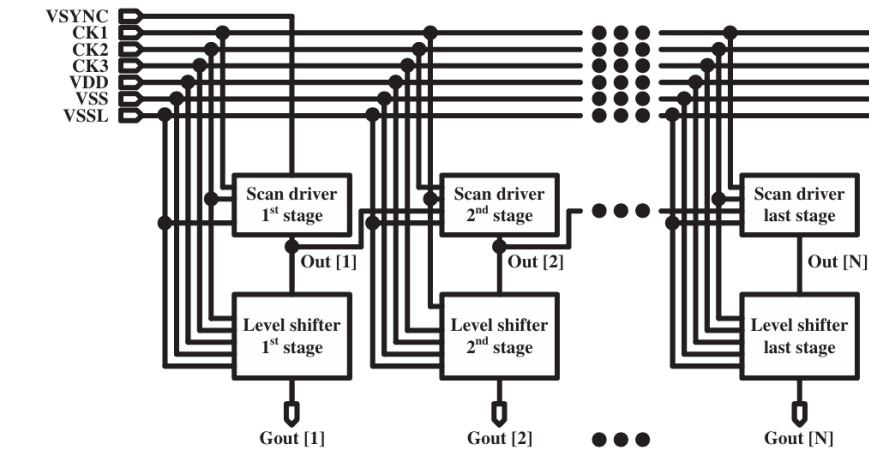 VSYNC
CK1
CK2
CK3
VDD
VSS
VSSL
Scan driver
1st stage
Scan driver
2nd stage
Scan driver
last stage
Out [1]
Out [2]
Out [N]
Level shifter
1st stage
Level shifter
2nd stage
Level shifter
last stage
Gout [1]
Gout [2]
Gout [N]